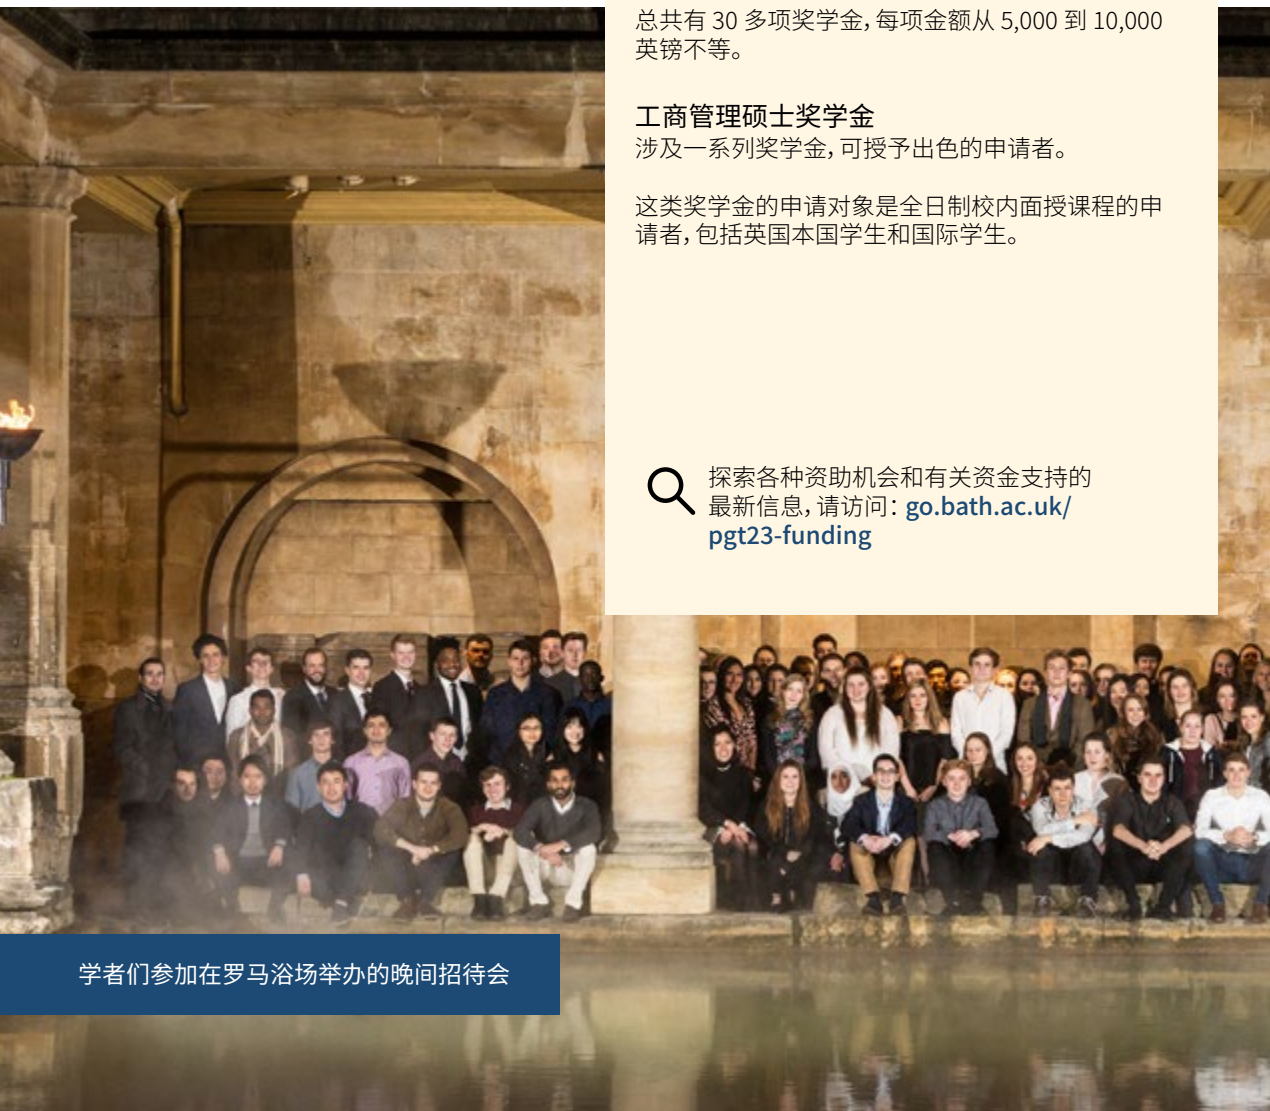 总共有 30 多项奖学金，每项金额从 5,000 到 10,000
英镑不等。
工商管理硕士奖学金
涉及一系列奖学金，可授予出色的申请者。
这类奖学金的申请对象是全日制校内面授课程的申
请者，包括英国本国学生和国际学生。
探索各种资助机会和有关资金支持的
最新信息，请访问：go.bath.ac.uk/
pgt23-funding
学者们参加在罗马浴场举办的晚间招待会